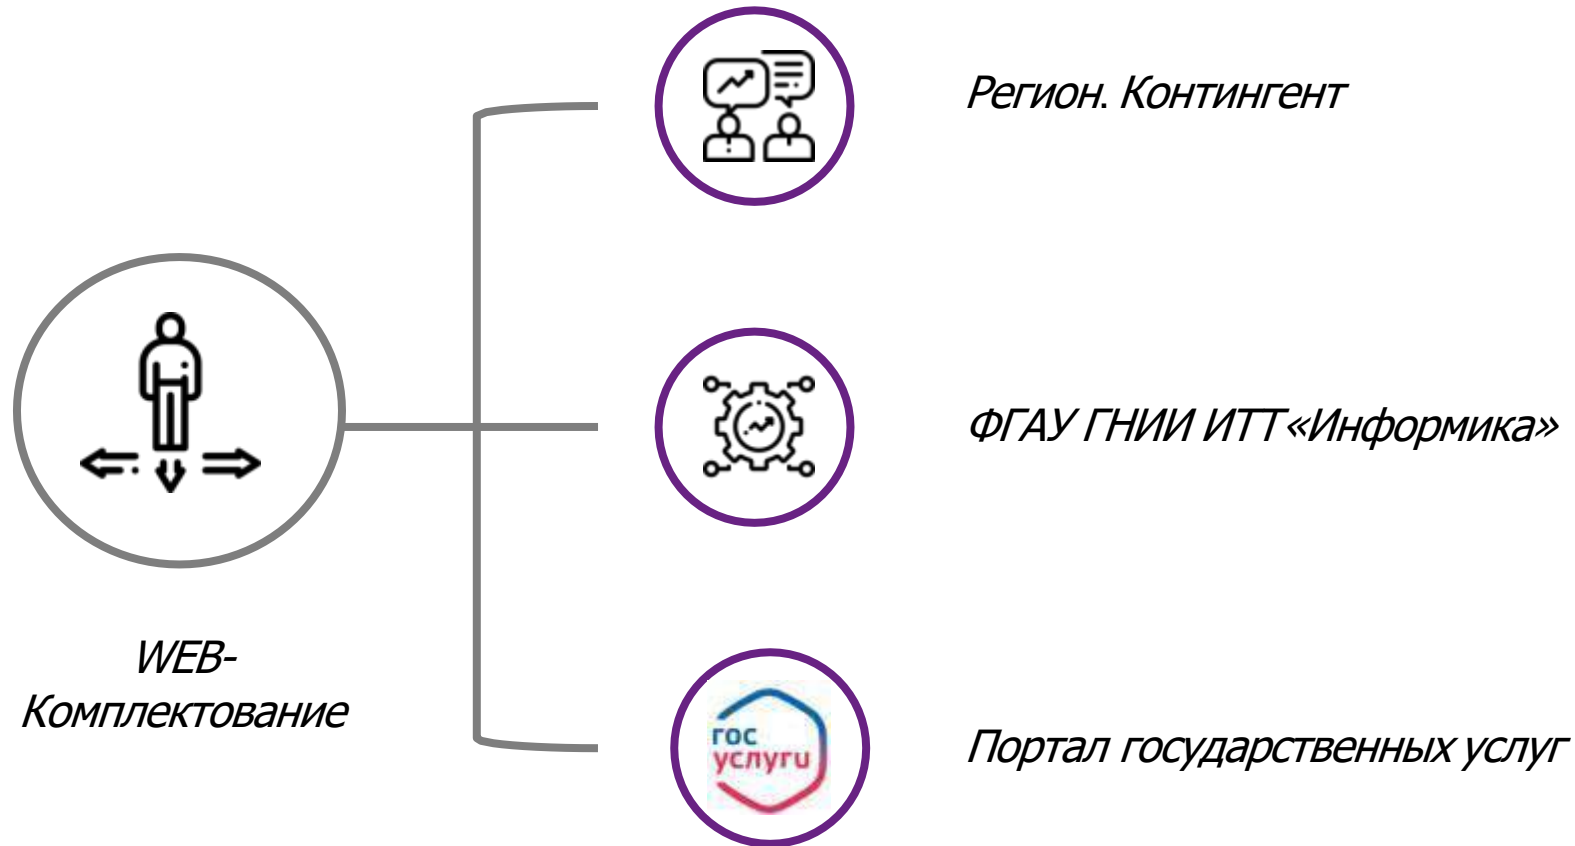 Регион. Контингент
ФГАУ ГНИИ ИТТ «Информика»
WEB-
Комплектование
гос
услуги
Портал государственных услуг